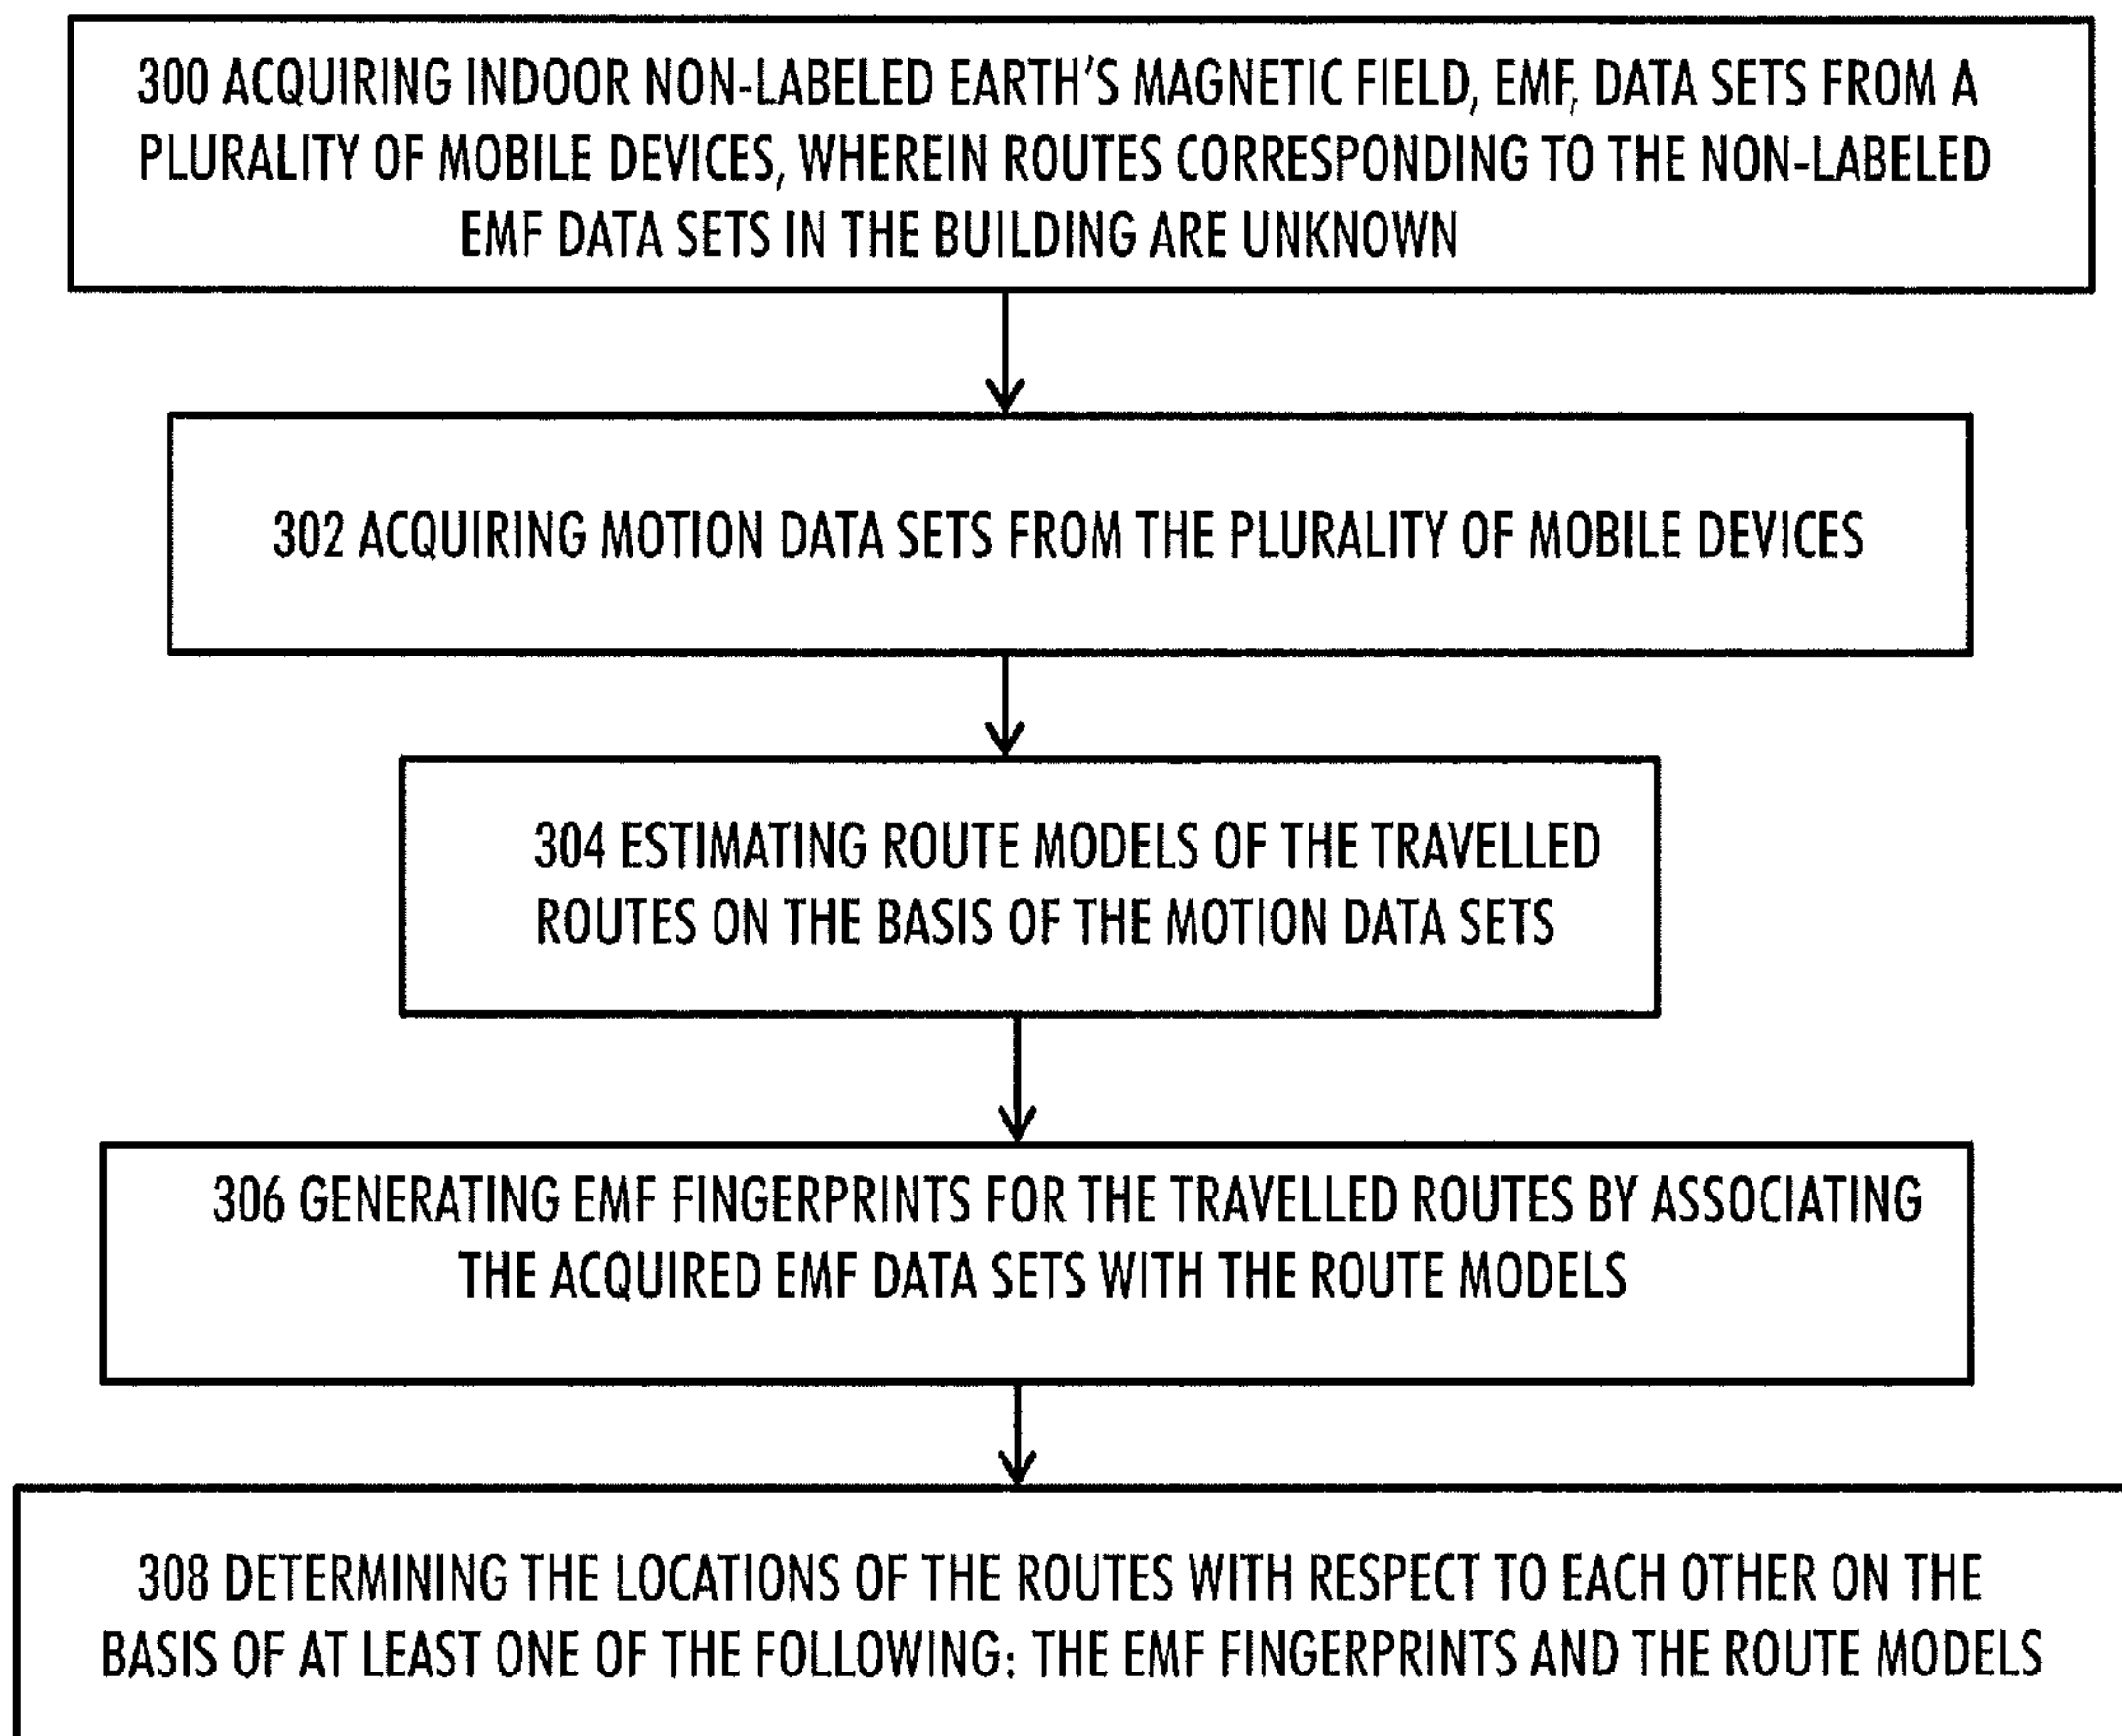 300 ACQUIRING INDOOR NON-LABELED EARTH'S MAGNETIC FIELD, EMF, DATA SETS FROM A
PLURALITY OF MOBILE DEVICES, WHEREIN ROUTES CORRESPONDING TO THE NON-LABELED
EMF DATA SETS IN THE BUILDING ARE UNKNOWN
302 ACQUIRING MOTION DATA SETS FROM THE PLURALITY OF MOBILE DEVICES
304 ESTIMATING ROUTE MODELS OF THE TRAVELLED
ROUTES ON THE BASIS OF THE MOTION DATA SETS
306 GENERATING EMF FINGERPRINTS FOR THE TRAVELLED ROUTES BY ASSOCIATING
THE ACQUIRED EMF DATA SETS WITH THE ROUTE MODELS
308 DETERMINING THE LOCATIONS OF THE ROUTES WITH RESPECT TO EACH OTHER ON THE
BASIS OF AT LEAST ONE OF THE FOLLOWING: THE EMF FINGERPRINTS AND THE ROUTE MODELS